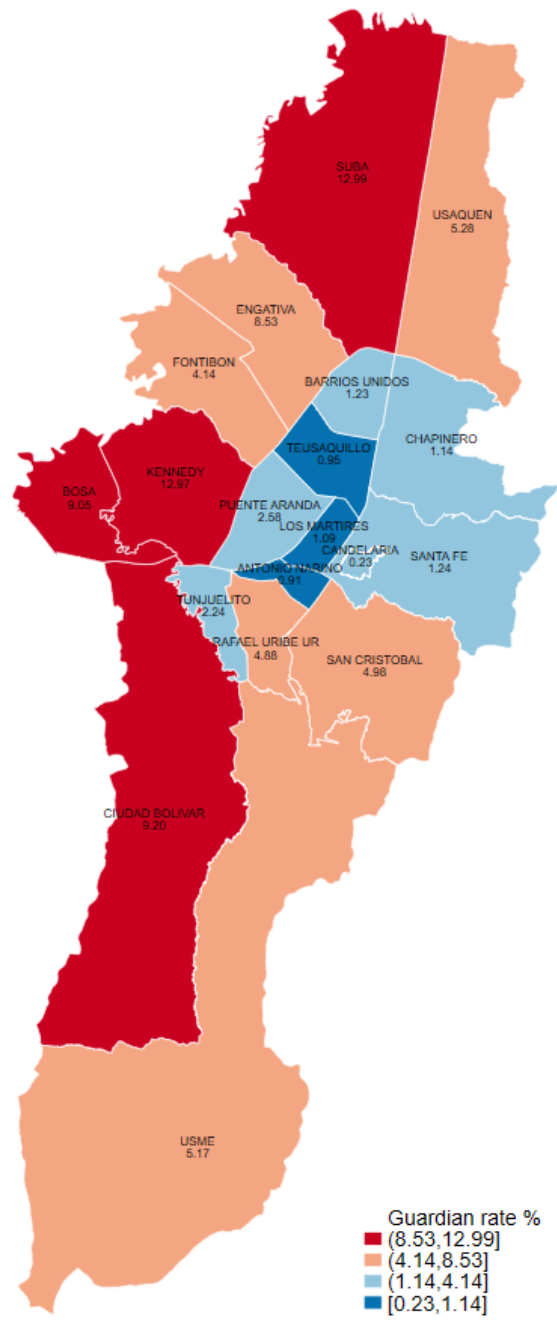 SUBA
12.99
USAQUEN
5.28
ENGATIVA
8.53
FONTIBON
4.14
BARRIOS UNIDOS
1.23
CHAPINERO
1.14
TEUSAQUILLO
0.95
KENNEDY
12.97
BOSA
9.05
PUENTE ARANDA
2.58
LOS MARTIRES
1.09
CANDELARIA
0.23
SANTA FE
1.24
ANTONIO NARINO
0.91
TUNJUELITO
2.24
RAFAEL URIBE UR
4.88
SAN CRISTOBAL
4.98
CIUDAD BOLIVAR
9.20
USME
5.17
Guardian rate %
(8.53,12.99]
(4.14,8.53]
(1.14,4.14]
[0.23,1.14]